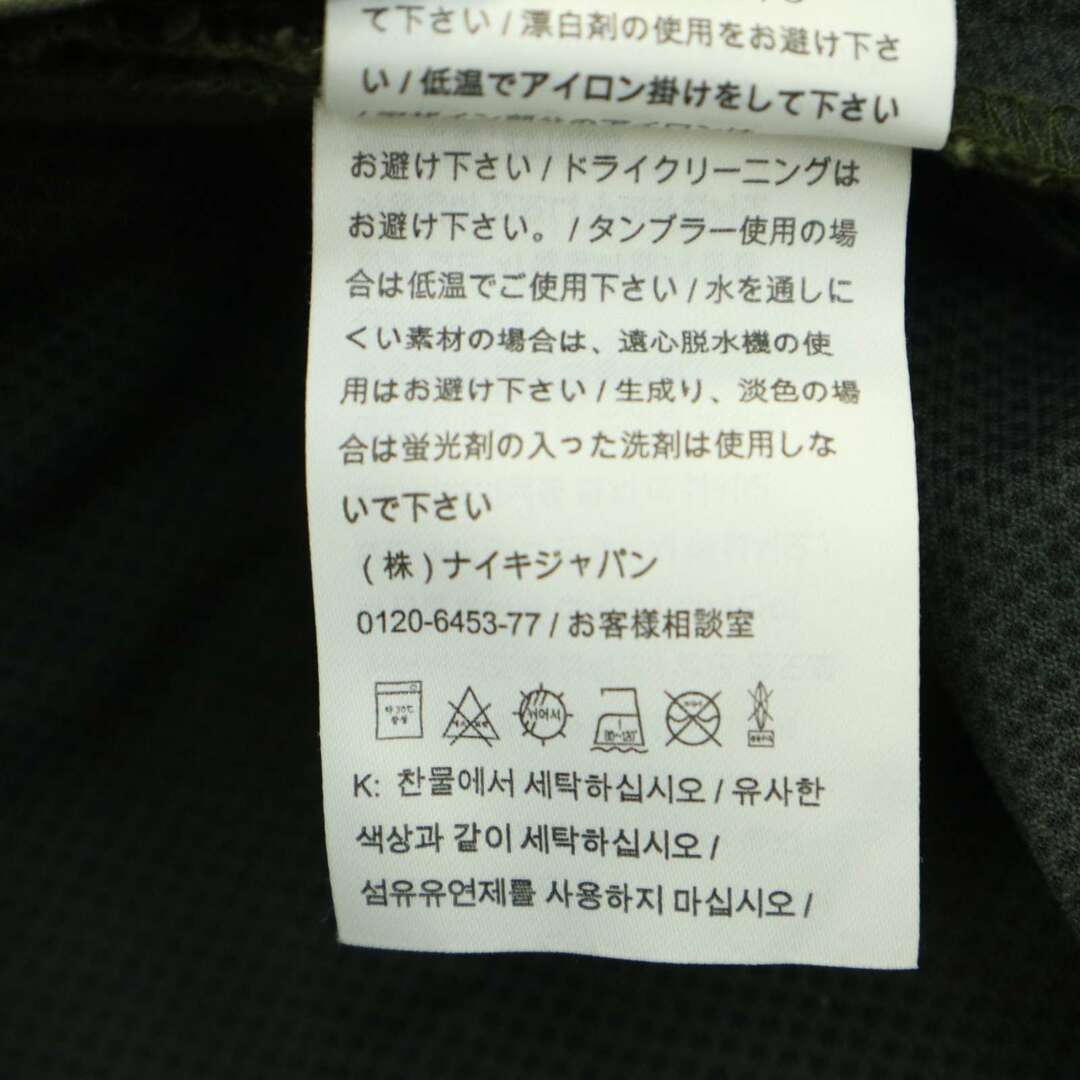 て下さい / 漂白剤の使用をお避け下さ
い / 低温でアイロン掛けをして下さい
お避け下さい / ドライクリーニングは
お避け下さい。 / タンブラー使用の場
合は低温でご使用下さい / 水を通しに
くい素材の場合は、遠心脱水機の使
用はお避け下さい / 生成り、淡色の場
合は蛍光剤の入った洗剤は使用しな
いで下さい
( 株 ) ナイキジャパン
0120-6453-77 / お客様相談室
K: 찬물에서 세탁하십시오 / 유사한
색상과 같이 세탁하십시오 /
섬유유연제를 사용하지 마십시오 /